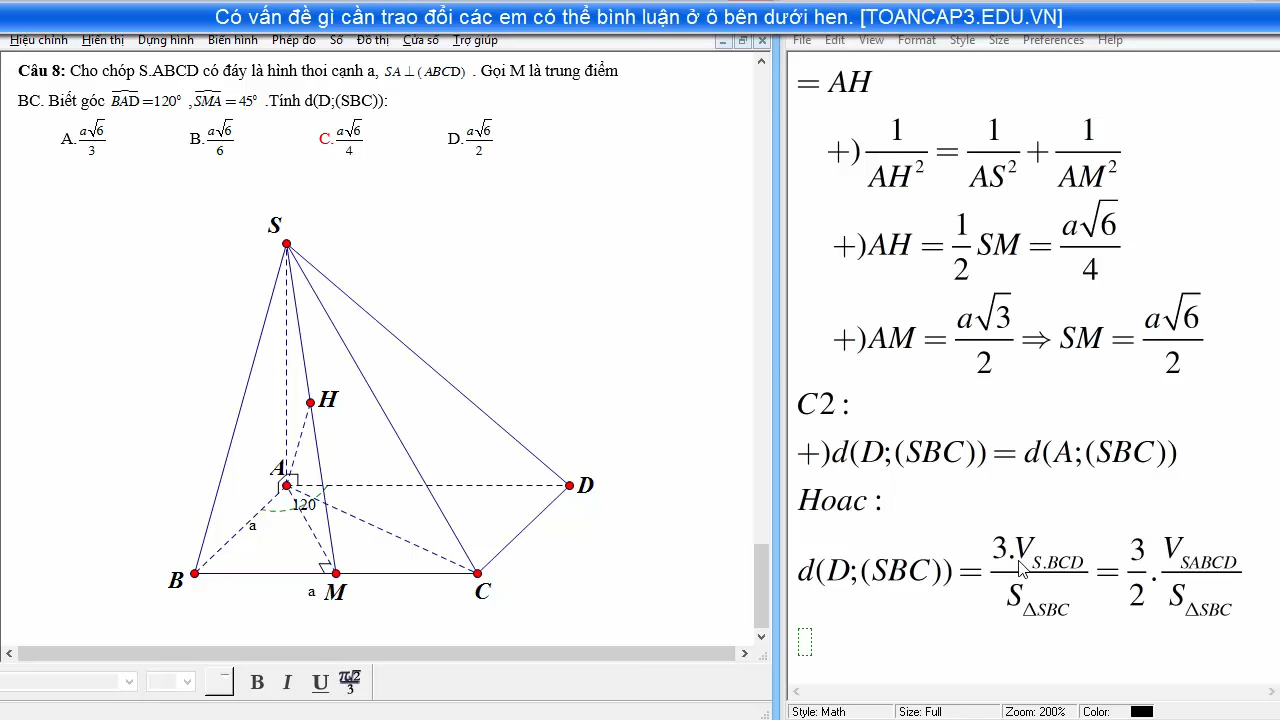 Có vấn đề gì cần trao đổi các em có thể bình luận ở ô bên dưới hen. [TOANCAP3.EDU.VN]
Hiệu chỉnh Hiển thị Dựng hình Biến hình Phép đo Số Đồ thị Cửa sổ Trợ giúp
Câu 8: Cho chóp S.ABCD có đáy là hình thoi cạnh a, SA ⊥ (ABCD) . Gọi M là trung điểm
BC. Biết góc BAD =120° , SMA = 45° .Tính d(D;(SBC)):
A. a√6/3 B. a√6/6 C. a√6/4 D. a√6/2
S
H
A
D
120
a
B
a
M
C
B I U π√2/3
File Edit View Format Style Size Preferences Help
= AH
+) 1/AH² = 1/AS² + 1/AM²
+) AH = 1/2 SM = a√6/4
+) AM = a√3/2 ⇒ SM = a√6/2
C2 :
+) d(D;(SBC)) = d(A;(SBC))
Hoac :
d(D;(SBC)) = 3.V_S.BCD/S_ΔSBC = 3/2 . V_SABCD/S_ΔSBC
Style: Math Size: Full Zoom: 200% Color: